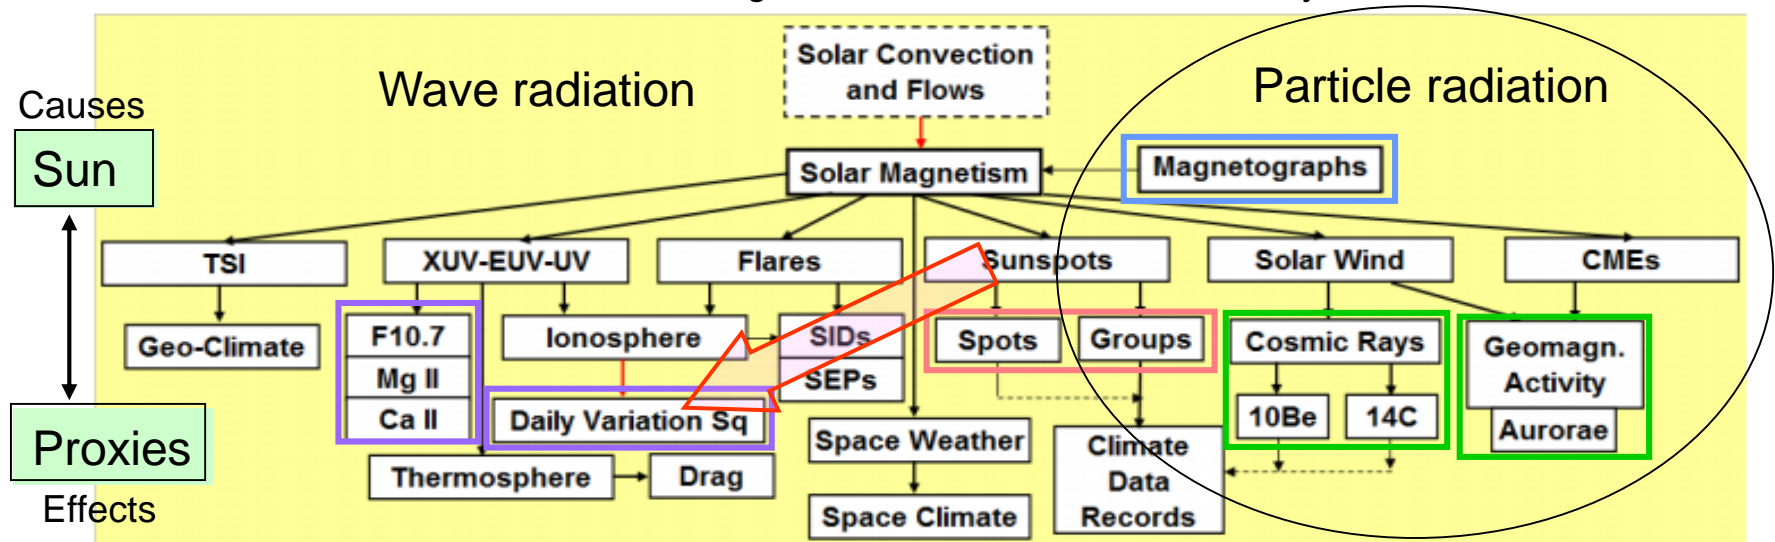 Solar Convection
and Flows
Wave radiation
Particle radiation
Causes
Sun
Magnetographs
Solar Magnetism
TSI
XUV-EUV-UV
Flares
Sunspots
Solar Wind
CMEs
Geo-Climate
F10.7
Mg II
Ca II
Ionosphere
SIDs
SEPs
Spots
Groups
Cosmic Rays
10Be
14C
Geomagn.
Activity
Aurorae
Daily Variation Sq
Proxies
Effects
Thermosphere
Drag
Space Weather
Space Climate
Climate
Data
Records